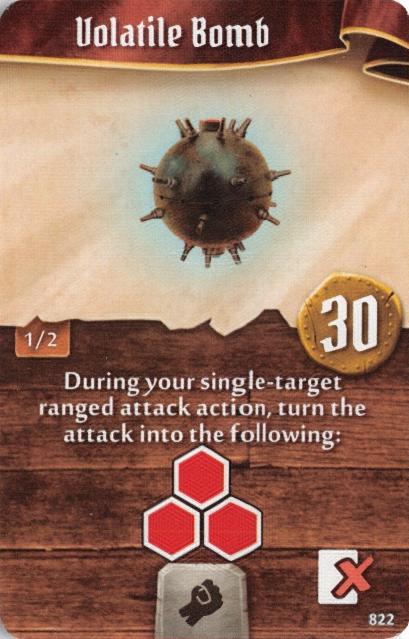 Volatile Bomb
30
1/2
During your single-target
ranged attack action, turn the
attack into the following:
822